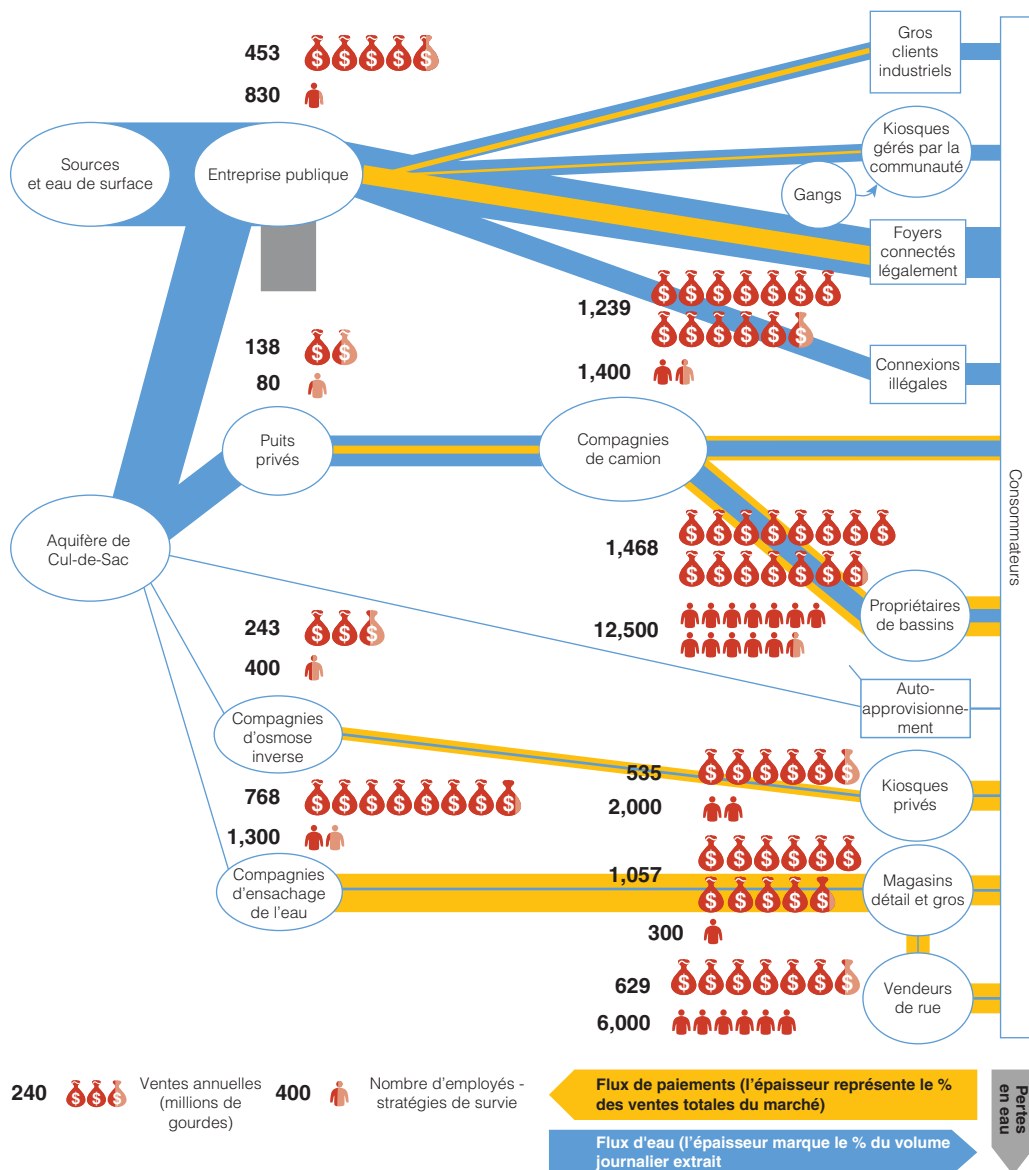 453
830
Gros
clients
industriels
Sources
et eau de surface
Entreprise publique
Kiosques
gérés par la
communauté
Gangs
Foyers
connectés
légalement
1,239
1,400
Connexions
illégales
138
80
Puits
privés
Compagnies
de camion
Consommateurs
Aquifère de
Cul-de-Sac
1,468
12,500
Propriétaires
de bassins
243
400
Auto-
approvisionne-
ment
Compagnies
d'osmose
inverse
535
2,000
Kiosques
privés
768
1,300
Compagnies
d'ensachage
de l'eau
1,057
300
Magasins
détail et gros
629
6,000
Vendeurs
de rue
240
Ventes annuelles
(millions de
gourdes)
400
Nombre d'employés -
stratégies de survie
Flux de paiements (l'épaisseur représente le %
des ventes totales du marché)
Flux d'eau (l'épaisseur marque le % du volume
journalier extrait
Pertes
en eau